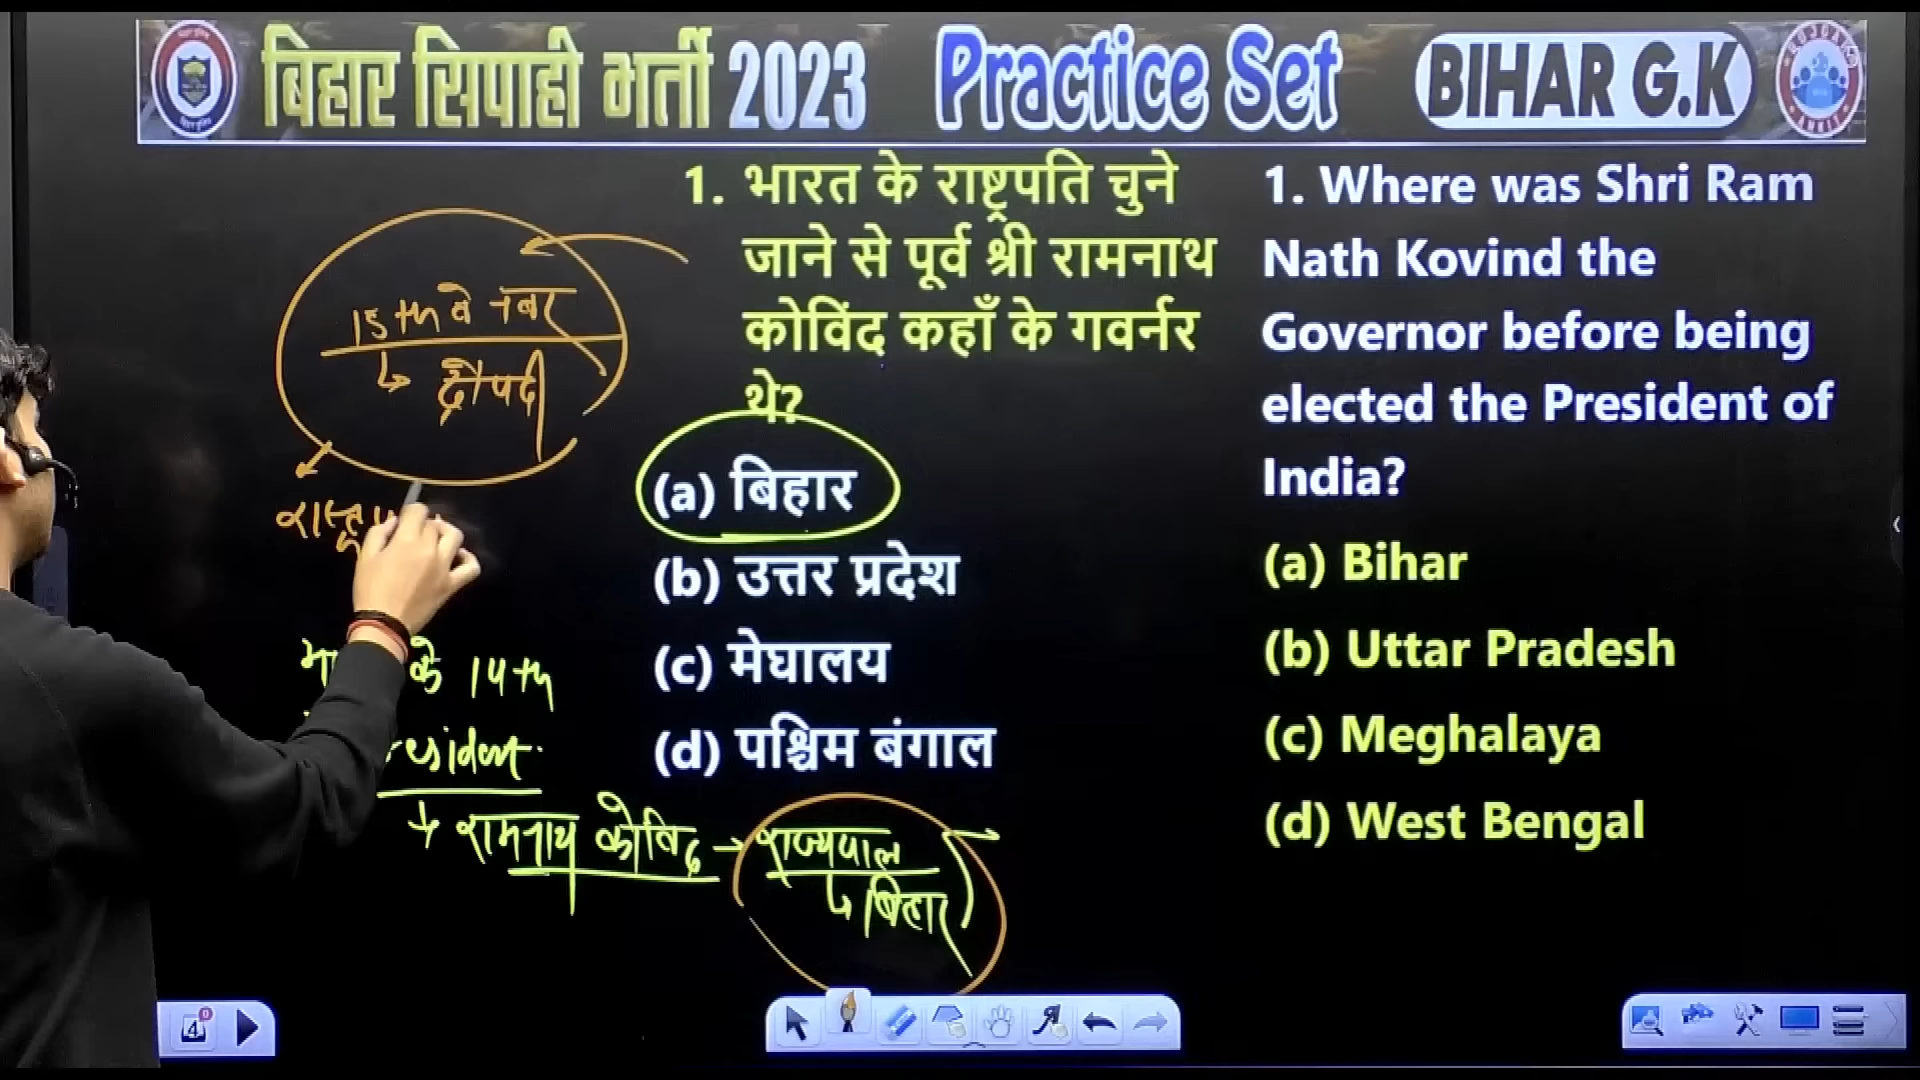 बिहार सिपाही भर्ती 2023 Practice Set BIHAR G.K
1. भारत के राष्ट्रपति चुने
जाने से पूर्व श्री रामनाथ
कोविंद कहाँ के गवर्नर
थे?
(a) बिहार
(b) उत्तर प्रदेश
(c) मेघालय
(d) पश्चिम बंगाल
1. Where was Shri Ram
Nath Kovind the
Governor before being
elected the President of
India?
(a) Bihar
(b) Uttar Pradesh
(c) Meghalaya
(d) West Bengal
15th वे नंबर
द्रौपदी
के 14th
रामनाथ कोविद → राज्यपाल
बिहार